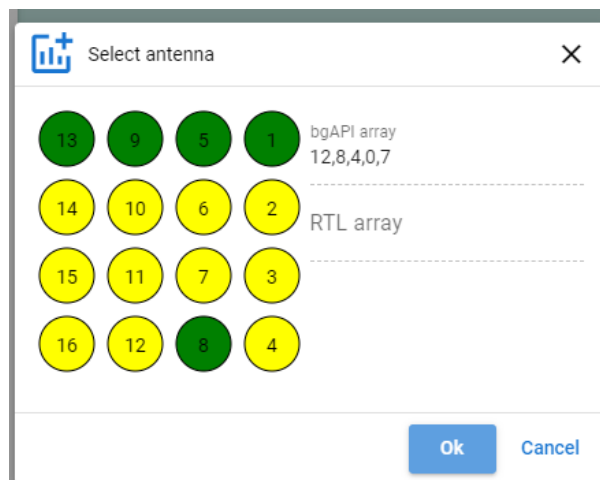 Select antenna
13 9 5 1
bgAPI array
12,8,4,0,7
14 10 6 2
RTL array
15 11 7 3
16 12 8 4
Ok Cancel